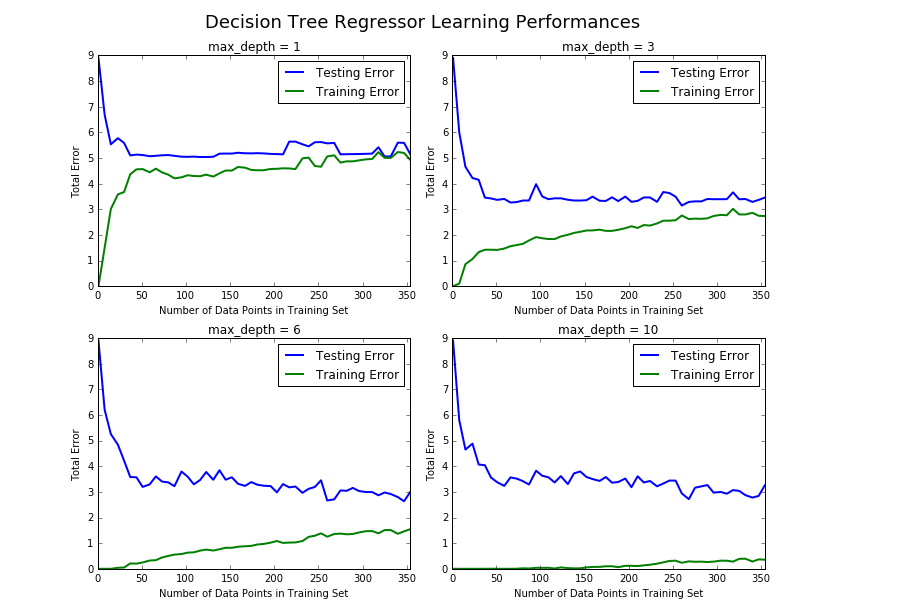 Decision Tree Regressor Learning Performances
max_depth = 1
9
8
7
6
5
4
3
2
1
0
Total Error
Testing Error
Training Error
0 50 100 150 200 250 300 350
Number of Data Points in Training Set
max_depth = 3
9
8
7
6
5
4
3
2
1
0
Total Error
Testing Error
Training Error
0 50 100 150 200 250 300 350
Number of Data Points in Training Set
max_depth = 6
9
8
7
6
5
4
3
2
1
0
Total Error
Testing Error
Training Error
0 50 100 150 200 250 300 350
Number of Data Points in Training Set
max_depth = 10
9
8
7
6
5
4
3
2
1
0
Total Error
Testing Error
Training Error
0 50 100 150 200 250 300 350
Number of Data Points in Training Set